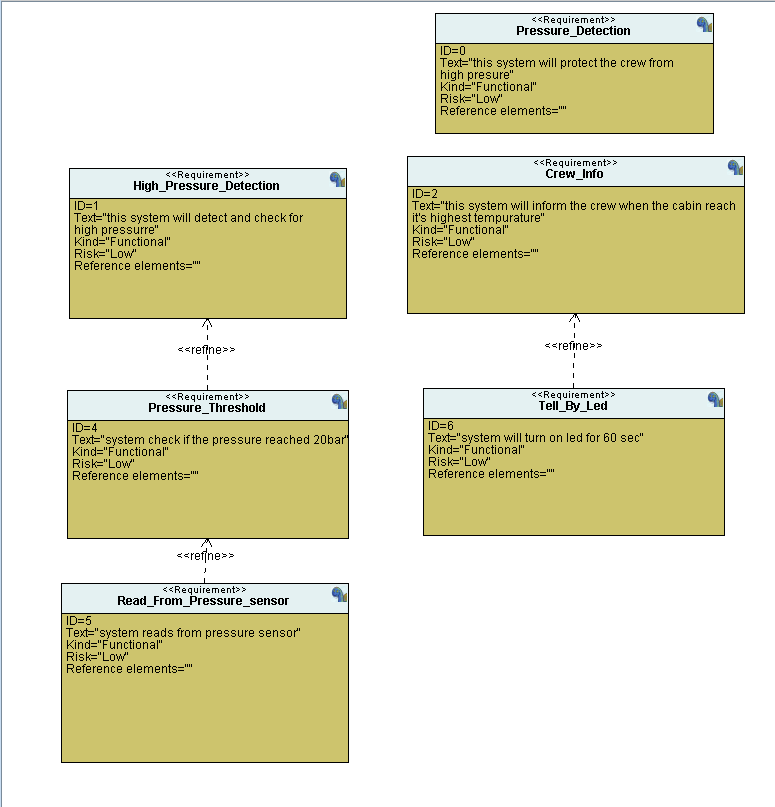 <<Requirement>>
Pressure_Detection
ID=0
Text="this system will protect the crew from
high presure"
Kind="Functional"
Risk="Low"
Reference elements=""
<<Requirement>>
High_Pressure_Detection
ID=1
Text="this system will detect and check for
high pressurre"
Kind="Functional"
Risk="Low"
Reference elements=""
<<Requirement>>
Crew_Info
ID=2
Text="this system will inform the crew when the cabin reach
it's highest tempurature"
Kind="Functional"
Risk="Low"
Reference elements=""
<<refine>>
<<refine>>
<<Requirement>>
Pressure_Threshold
ID=4
Text="system check if the pressure reached 20bar"
Kind="Functional"
Risk="Low"
Reference elements=""
<<Requirement>>
Tell_By_Led
ID=6
Text="system will turn on led for 60 sec"
Kind="Functional"
Risk="Low"
Reference elements=""
<<refine>>
<<Requirement>>
Read_From_Pressure_sensor
ID=5
Text="system reads from pressure sensor"
Kind="Functional"
Risk="Low"
Reference elements=""